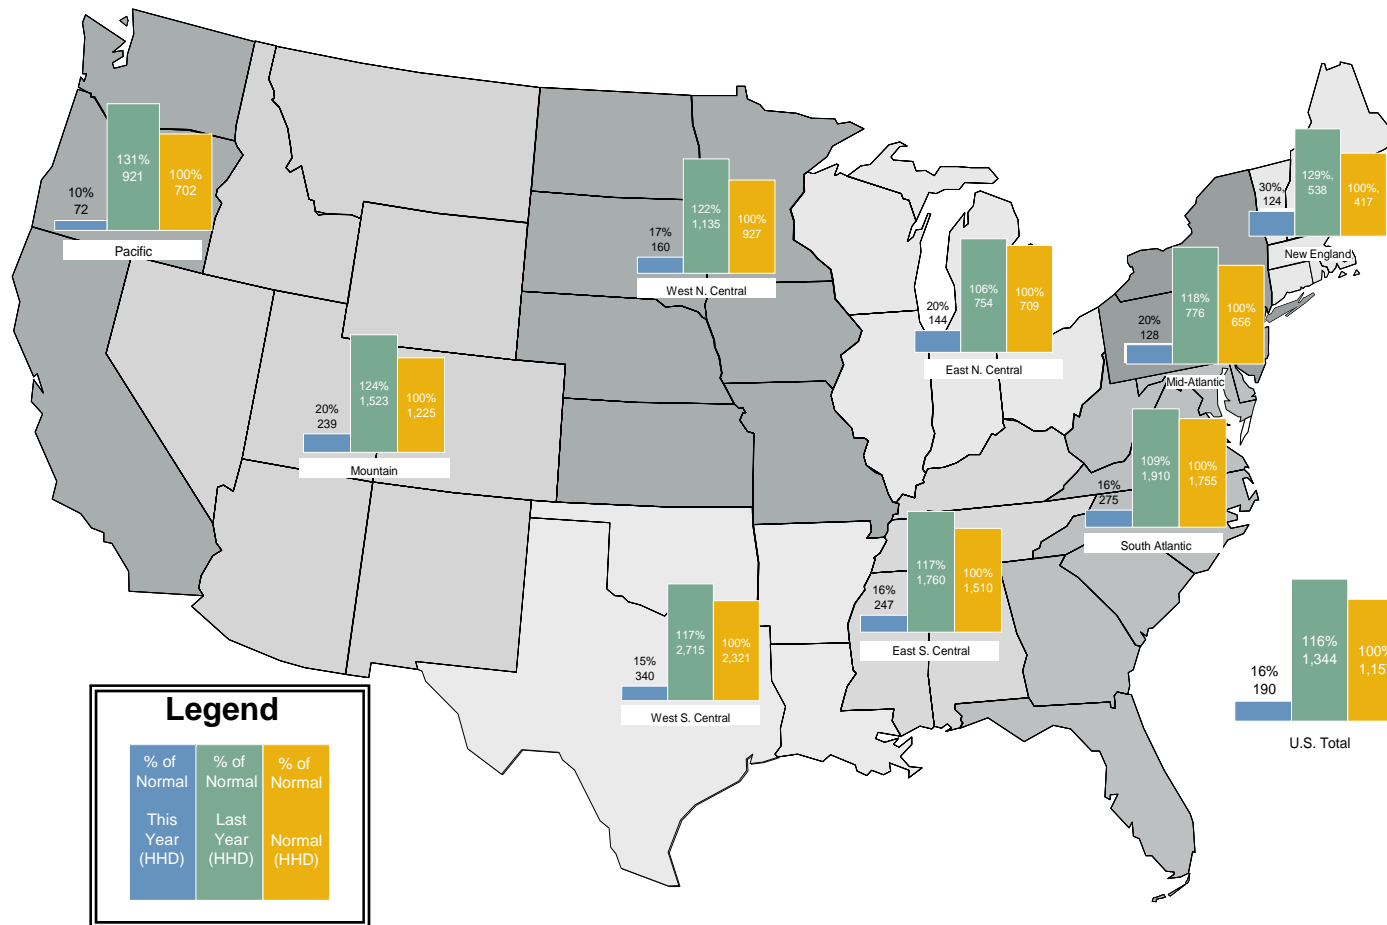 131%
921
100%
702
10%
72
Pacific
122%
1,135
100%
927
17%
160
West N. Central
129%,
538
100%,
417
30%,
124
New England
106%
754
100%
709
20%
144
East N. Central
118%
776
100%
656
20%
128
Mid-Atlantic
124%
1,523
100%
1,225
20%
239
Mountain
109%
1,910
100%
1,755
16%
275
South Atlantic
117%
1,760
100%
1,510
16%
247
East S. Central
117%
2,715
100%
2,321
15%
340
West S. Central
116%
1,344
100%
16%
190
U.S. Total
Legend
% of
Normal
This
Year
(HHD)
% of
Normal
Last
Year
(HHD)
% of
Normal
Normal
(HHD)